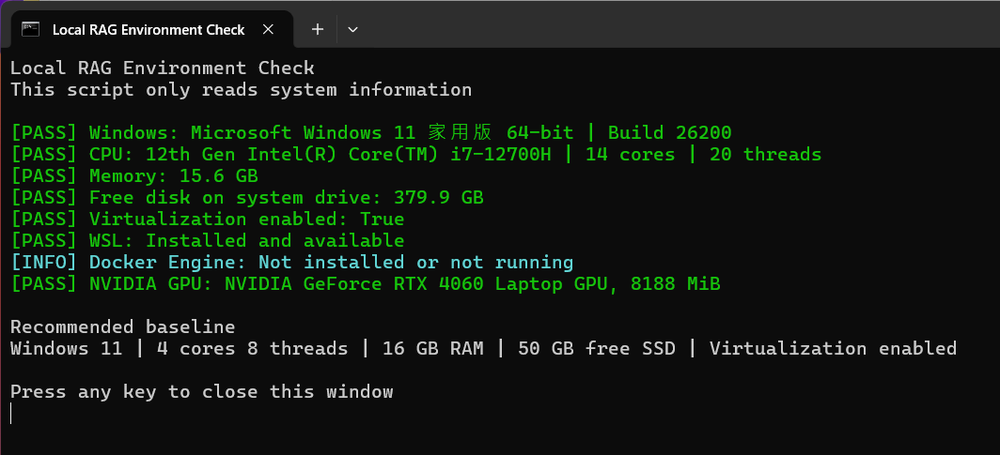 Local RAG Environment Check
Local RAG Environment Check
This script only reads system information
[PASS] Windows: Microsoft Windows 11 家用版 64-bit | Build 26200
[PASS] CPU: 12th Gen Intel(R) Core(TM) i7-12700H | 14 cores | 20 threads
[PASS] Memory: 15.6 GB
[PASS] Free disk on system drive: 379.9 GB
[PASS] Virtualization enabled: True
[PASS] WSL: Installed and available
[INFO] Docker Engine: Not installed or not running
[PASS] NVIDIA GPU: NVIDIA GeForce RTX 4060 Laptop GPU, 8188 MiB
Recommended baseline
Windows 11 | 4 cores 8 threads | 16 GB RAM | 50 GB free SSD | Virtualization enabled
Press any key to close this window